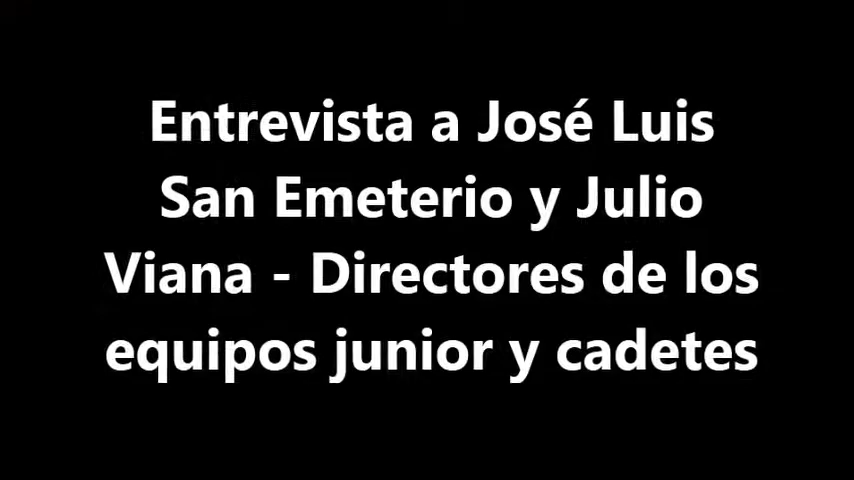 Entrevista a José Luis
San Emeterio y Julio
Viana - Directores de los
equipos junior y cadetes